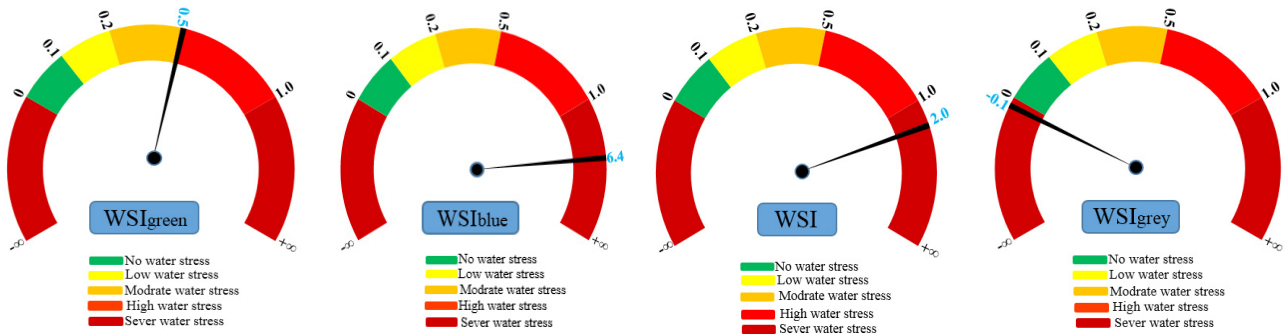 0
0.1
0.2
0.5
1.0
-∞
+∞
WSIgreen
No water stress
Low water stress
Modrate water stress
High water stress
Sever water stress
0
0.1
0.2
0.5
1.0
6.4
-∞
+∞
WSIblue
No water stress
Low water stress
Modrate water stress
High water stress
Sever water stress
0
0.1
0.2
0.5
1.0
2.0
-∞
+∞
WSI
No water stress
Low water stress
Modrate water stress
High water stress
Sever water stress
-0.1
0
0.1
0.2
0.5
1.0
-∞
+∞
WSIgrey
No water stress
Low water stress
Modrate water stress
High water stress
Sever water stress